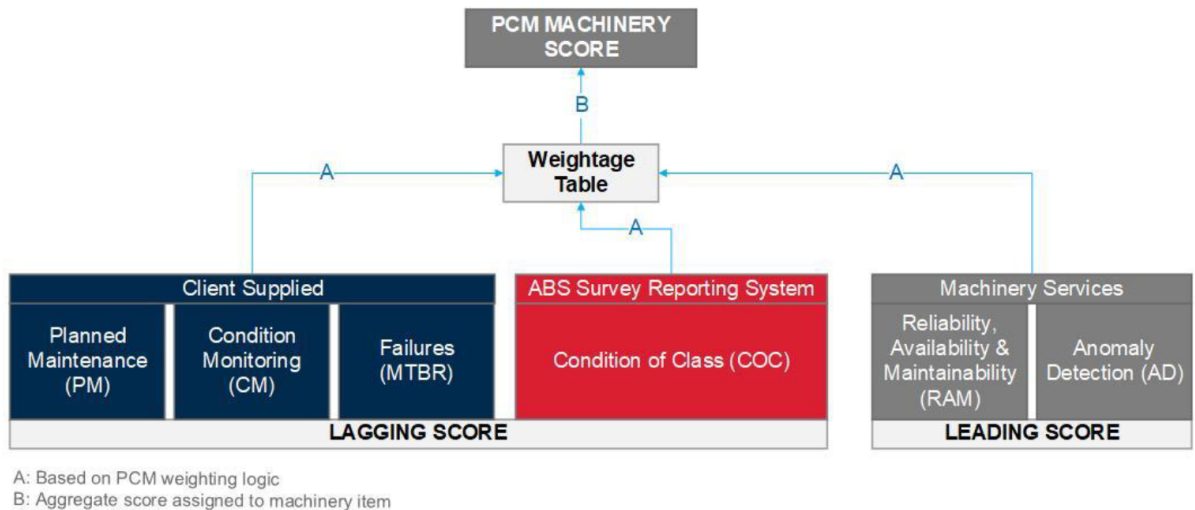 PCM MACHINERY
SCORE
B
Weightage
Table
A
A
A
Client Supplied
Planned
Maintenance
(PM)
Condition
Monitoring
(CM)
Failures
(MTBR)
ABS Survey Reporting System
Condition of Class (COC)
LAGGING SCORE
Machinery Services
Reliability,
Availability &
Maintainability
(RAM)
Anomaly
Detection (AD)
LEADING SCORE
A: Based on PCM weighting logic
B: Aggregate score assigned to machinery item